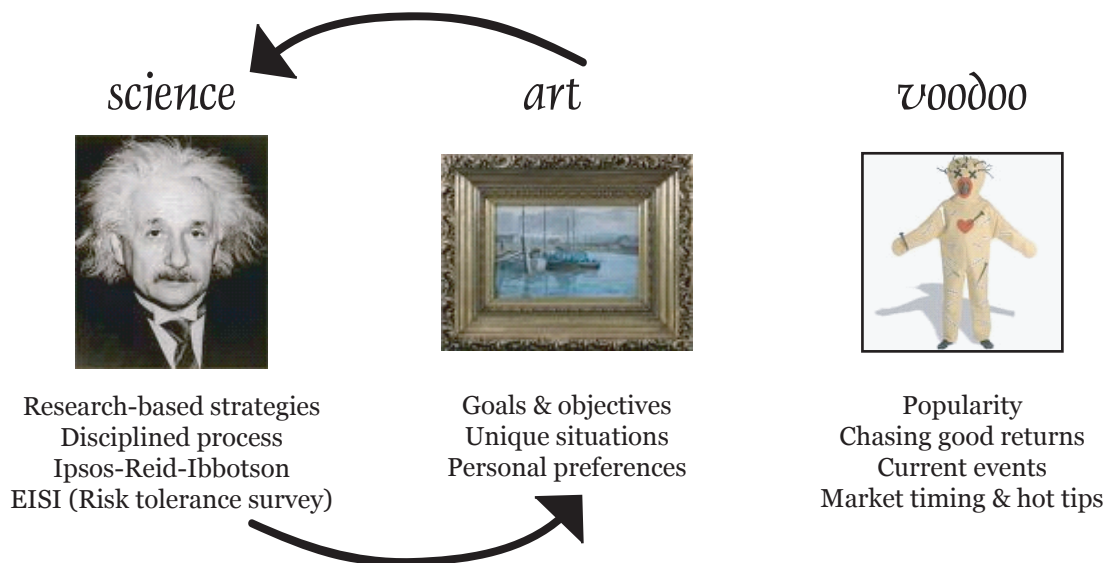 science
art
voodoo
Research-based strategies
Disciplined process
Ipsos-Reid-Ibbotson
EISI (Risk tolerance survey)
Goals & objectives
Unique situations
Personal preferences
Popularity
Chasing good returns
Current events
Market timing & hot tips